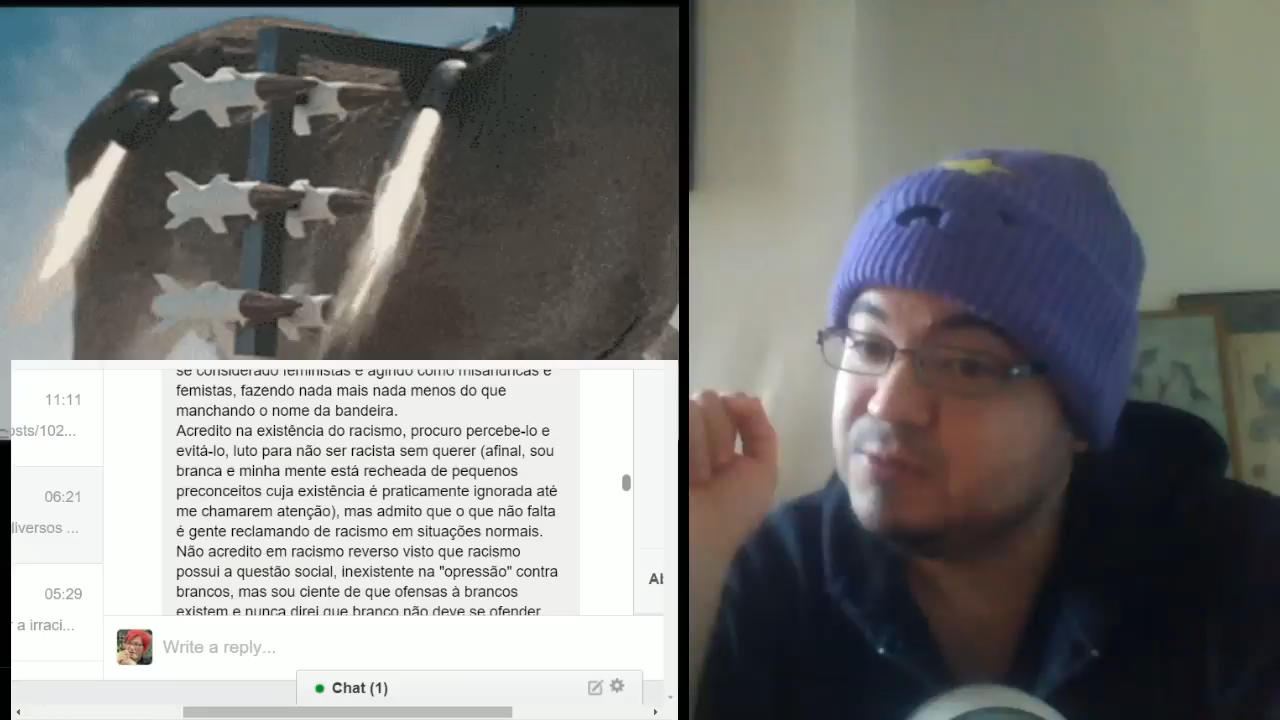 se considerado feministas e agindo como misândricas e
femistas, fazendo nada mais nada menos do que
manchando o nome da bandeira.
Acredito na existência do racismo, procuro percebe-lo e
evitá-lo, luto para não ser racista sem querer (afinal, sou
branca e minha mente está recheada de pequenos
preconceitos cuja existência é praticamente ignorada até
me chamarem atenção), mas admito que o que não falta
é gente reclamando de racismo em situações normais.
Não acredito em racismo reverso visto que racismo
possui a questão social, inexistente na "opressão" contra
brancos, mas sou ciente de que ofensas à brancos
existem e nunca direi que branco não deve se ofender
11:11
osts/102...
06:21
diversos ...
05:29
r a irraci...
Ab
Write a reply...
Chat (1)